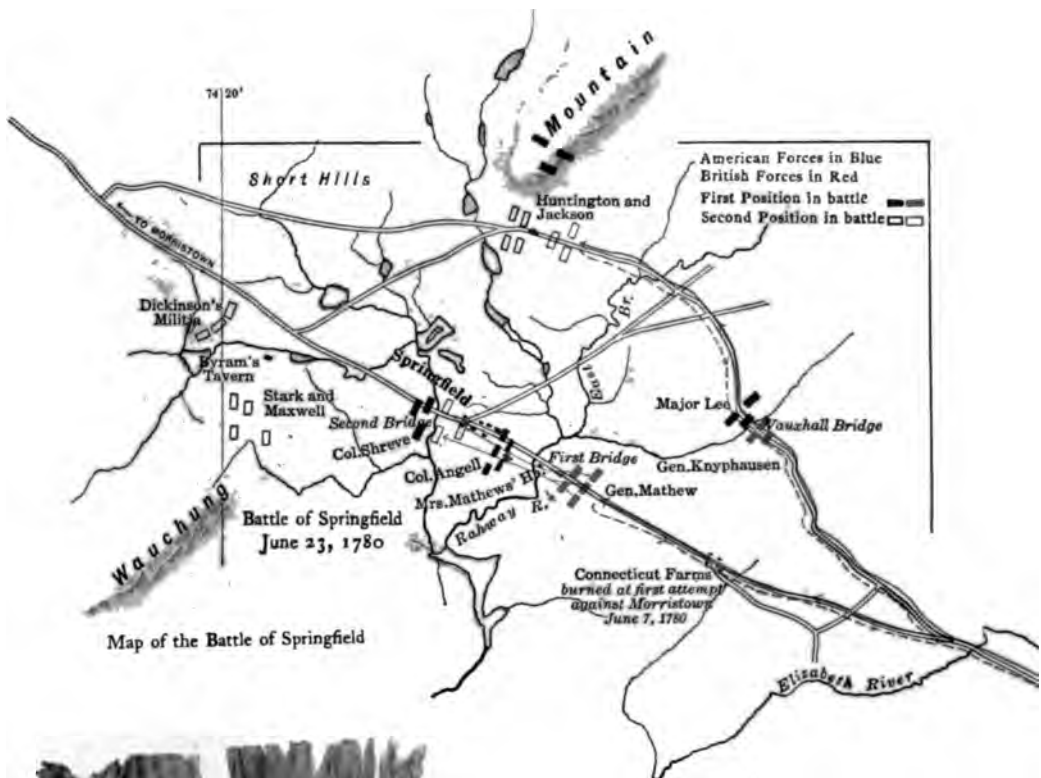 74 20'
Mountain
Short Hills
American Forces in Blue
British Forces in Red
First Position in battle
Second Position in battle
Huntington and
Jackson
TO MORRISTOWN
Dickinson's
Militia
East Br.
Byram's
Tavern
Springfield
Stark and
Maxwell
Second Bridge
Col. Shreve
Major Lee
Vauxhall Bridge
Col. Angell
First Bridge
Gen. Knyphausen
Mrs. Mathews' Ho.
Gen. Mathew
Rahway R.
Wauchung
Battle of Springfield
June 23, 1780
Connecticut Farms
burned at first attempt
against Morristown
June 7, 1780
Map of the Battle of Springfield
Elizabeth River